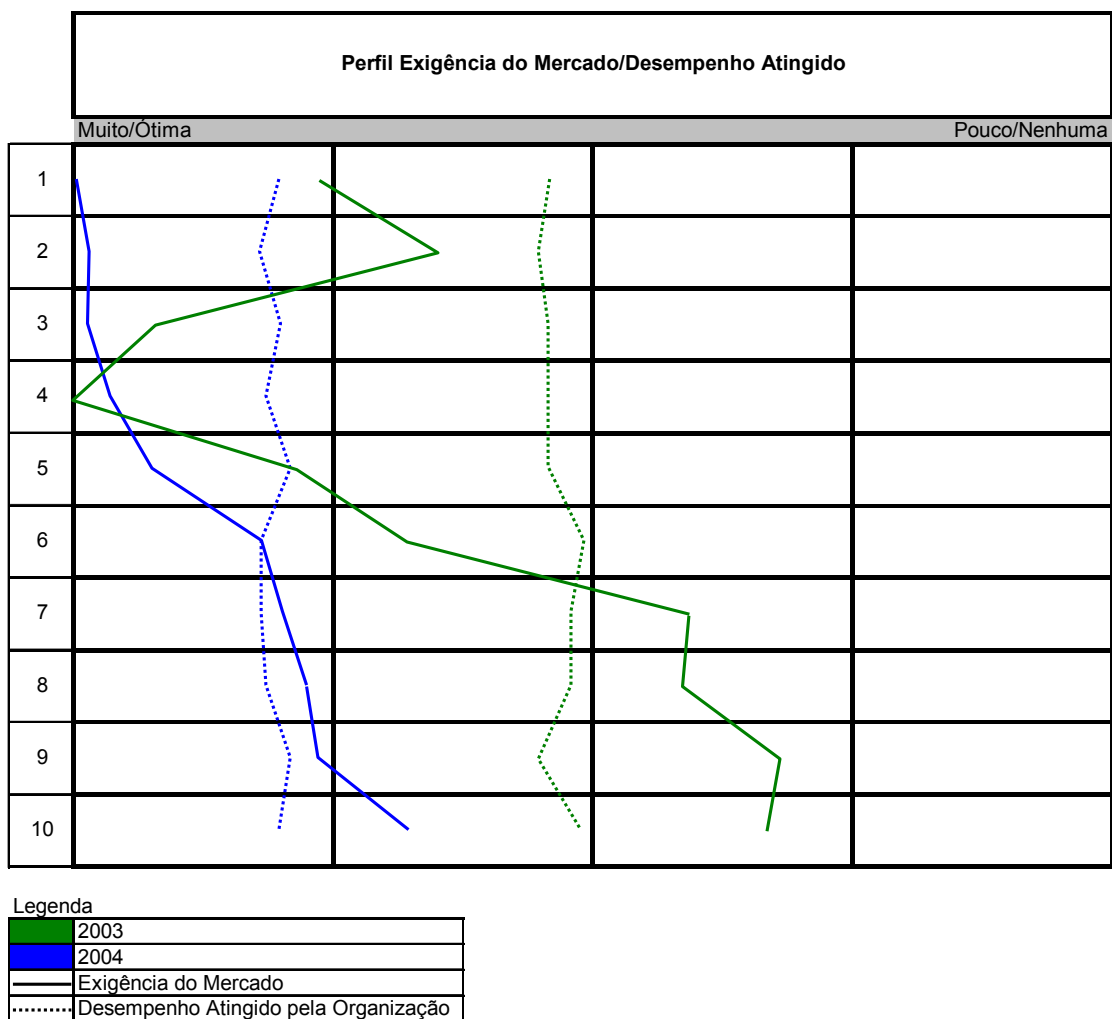 Perfil Exigência do Mercado/Desempenho Atingido
Muito/Ótima Pouco/Nenhuma
1
2
3
4
5
6
7
8
9
10
Legenda
2003
2004
Exigência do Mercado
Desempenho Atingido pela Organização